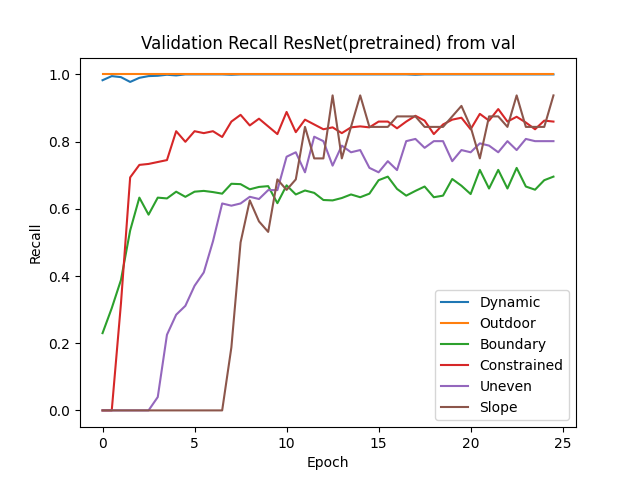 Validation Recall ResNet(pretrained) from val
Recall
1.0
0.8
0.6
0.4
0.2
0.0
Dynamic
Outdoor
Boundary
Constrained
Uneven
Slope
0 5 10 15 20 25
Epoch